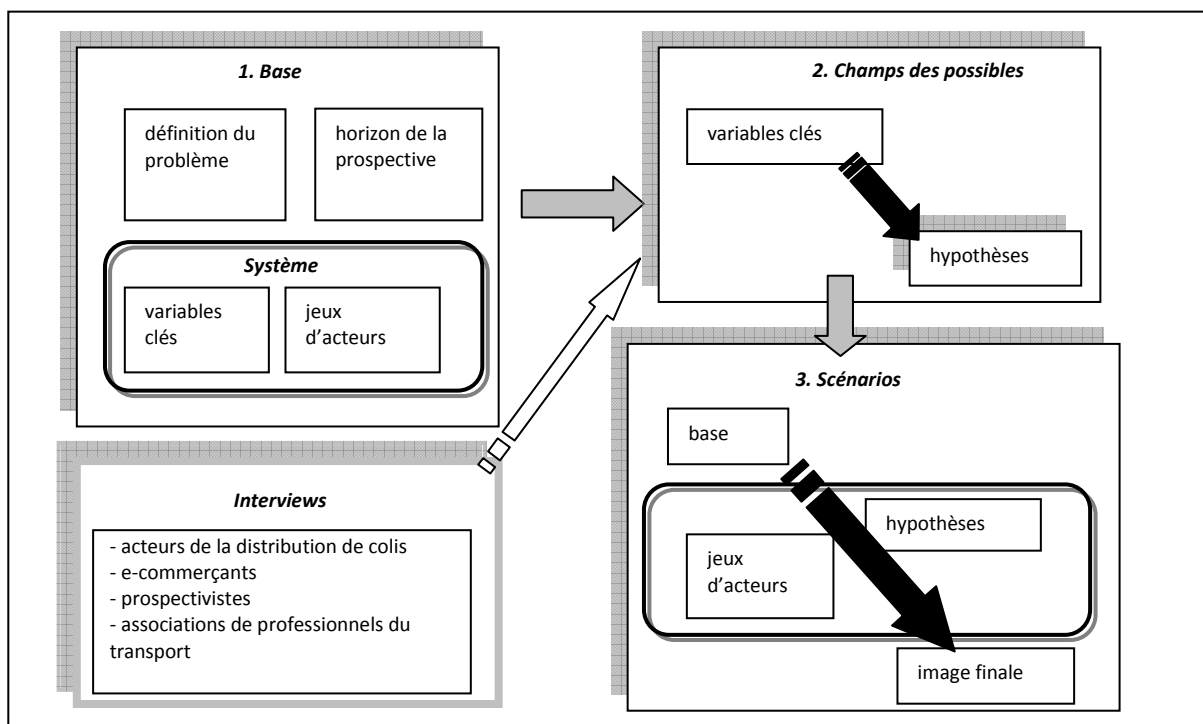 1. Base
définition du
problème
horizon de la
prospective
Système
variables
clés
jeux
d’acteurs
Interviews
- acteurs de la distribution de colis
- e-commerçants
- prospectivistes
- associations de professionnels du
transport
2. Champs des possibles
variables clés
hypothèses
3. Scénarios
base
hypothèses
jeux
d’acteurs
image finale